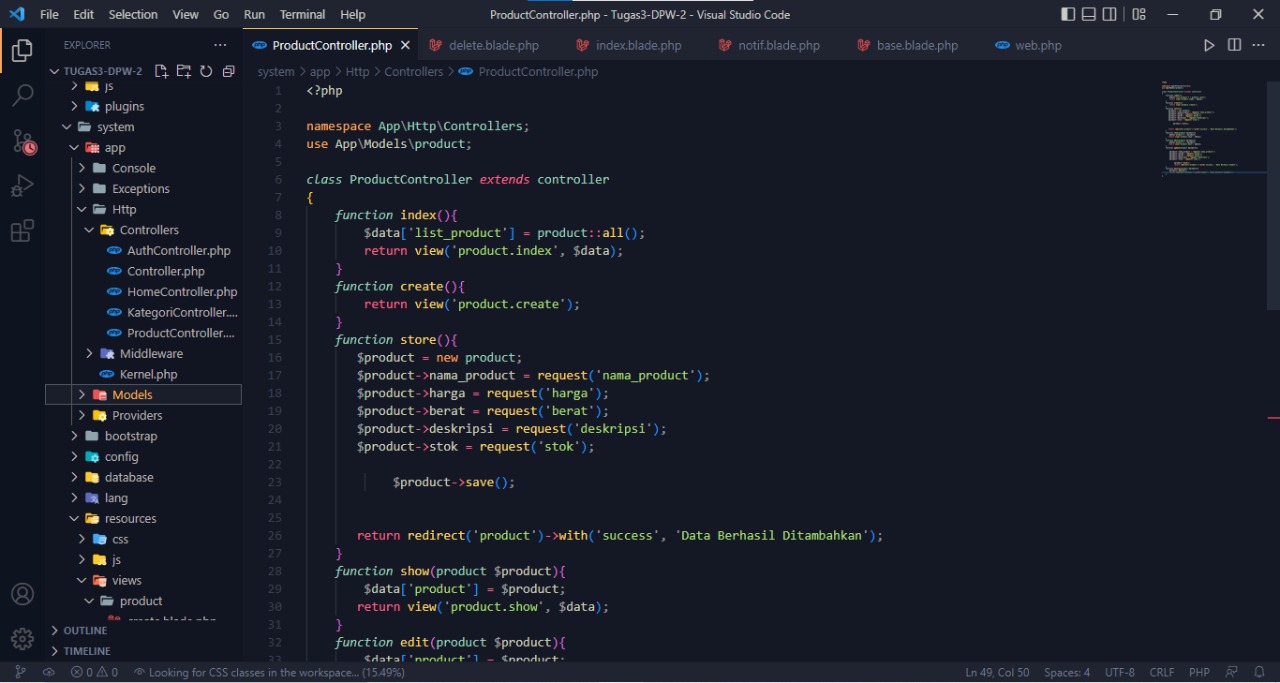 File Edit Selection View Go Run Terminal Help ProductController.php - Tugas3-DPW-2 - Visual Studio Code
EXPLORER
TUGAS3-DPW-2
js
plugins
system
app
Console
Exceptions
Http
Controllers
AuthController.php
Controller.php
HomeController.php
KategoriController....
ProductController....
Middleware
Kernel.php
Models
Providers
bootstrap
config
database
lang
resources
css
js
views
product
create.blade.php
OUTLINE
TIMELINE
ProductController.php delete.blade.php index.blade.php notif.blade.php base.blade.php web.php
system > app > Http > Controllers > ProductController.php
1 <?php
2
3 namespace App\Http\Controllers;
4 use App\Models\product;
5
6 class ProductController extends controller
7 {
8 function index(){
9 $data['list_product'] = product::all();
10 return view('product.index', $data);
11 }
12 function create(){
13 return view('product.create');
14 }
15 function store(){
16 $product = new product;
17 $product->nama_product = request('nama_product');
18 $product->harga = request('harga');
19 $product->berat = request('berat');
20 $product->deskripsi = request('deskripsi');
21 $product->stok = request('stok');
22
23 $product->save();
24
25
26 return redirect('product')->with('success', 'Data Berhasil Ditambahkan');
27 }
28 function show(product $product){
29 $data['product'] = $product;
30 return view('product.show', $data);
31 }
32 function edit(product $product){
33 $data['product'] = $product;
0 0 Looking for CSS classes in the workspace... (15.49%) Ln 49, Col 50 Spaces: 4 UTF-8 CRLF PHP